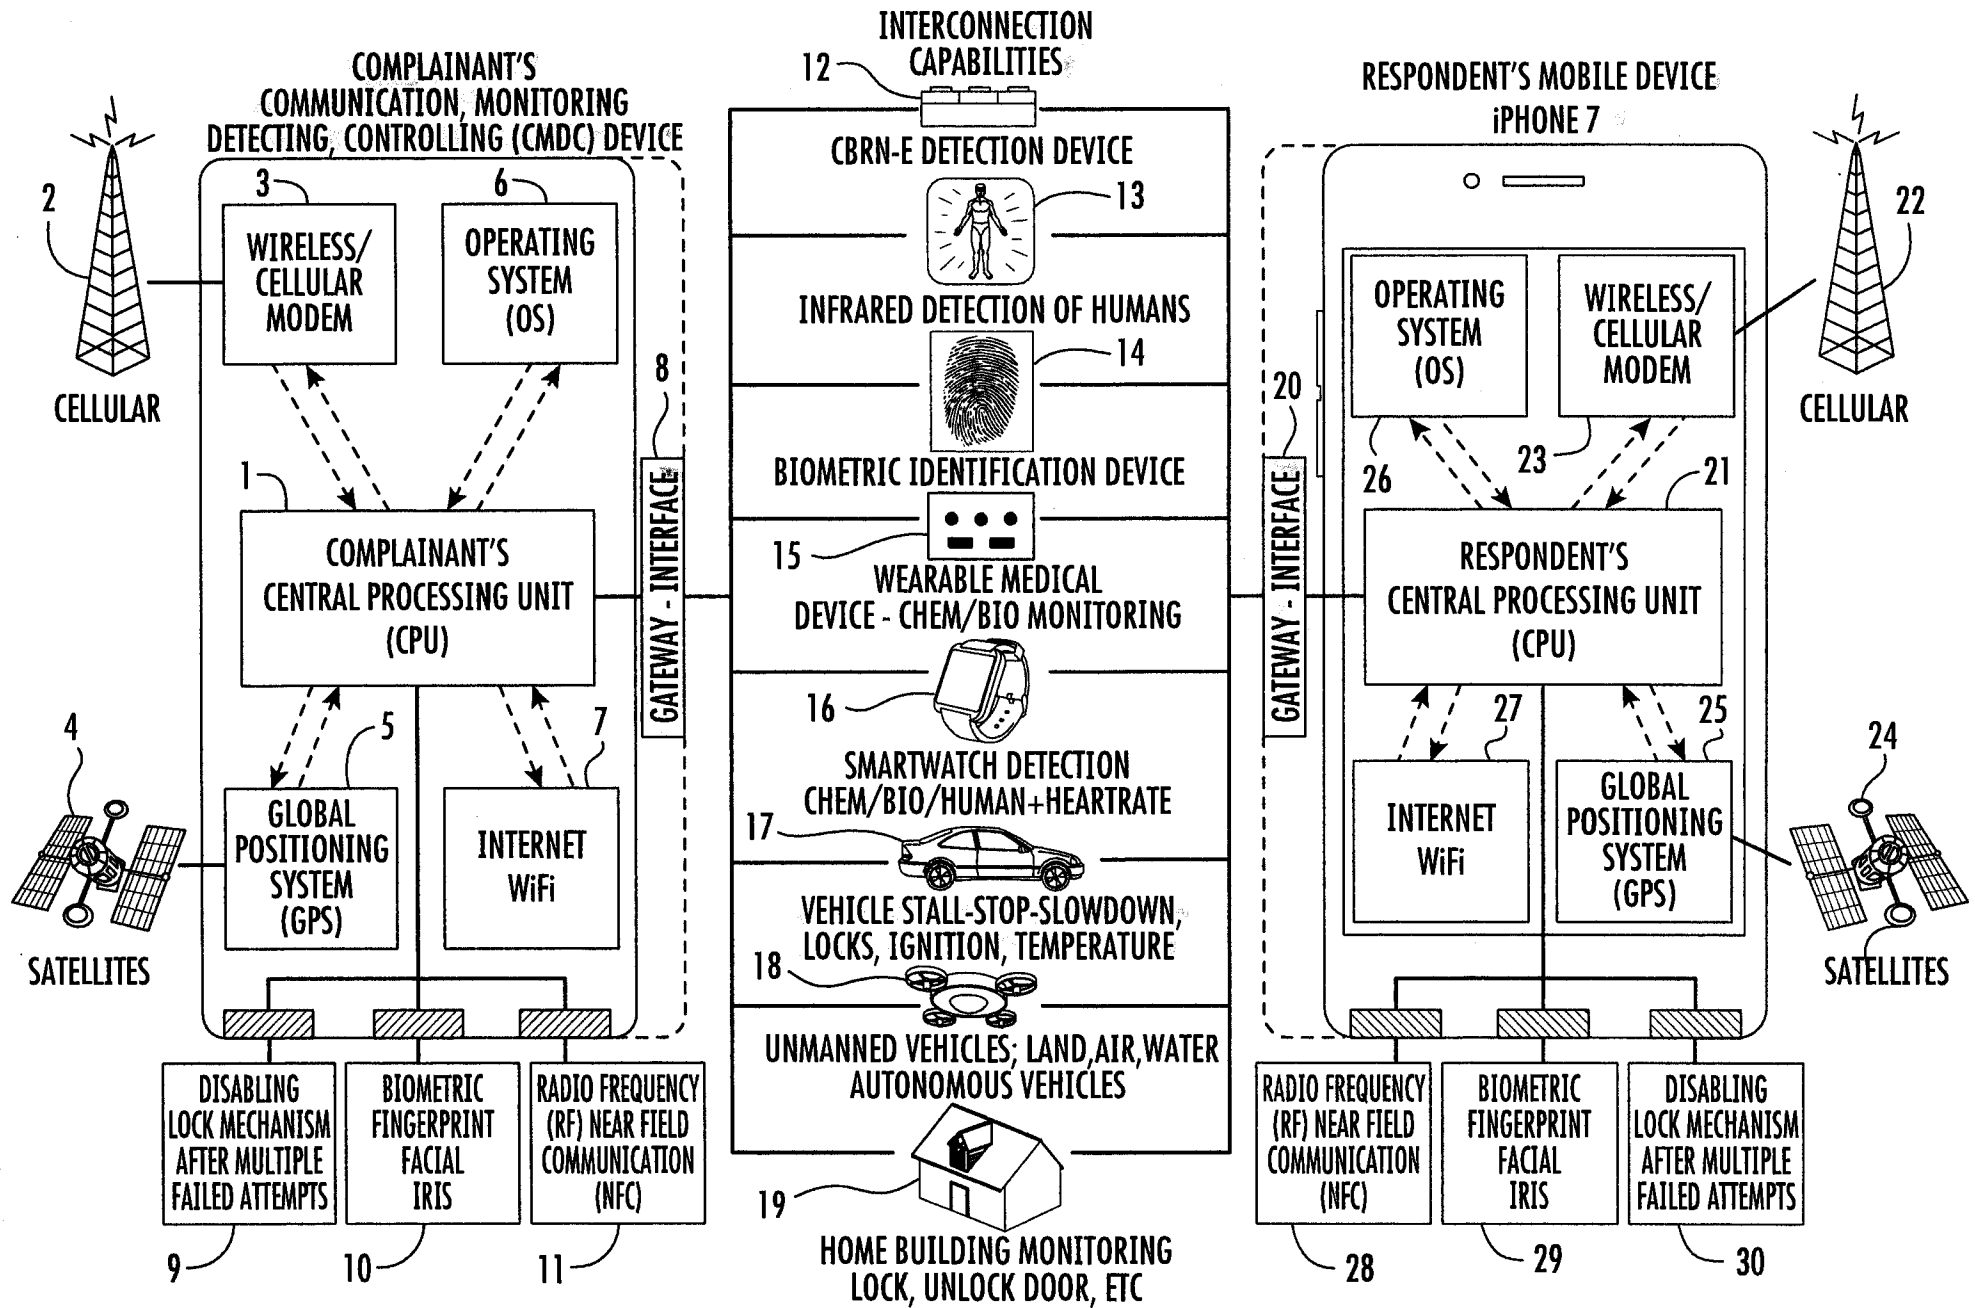 INTERCONNECTION
CAPABILITIES
12
COMPLAINANT'S
COMMUNICATION, MONITORING
DETECTING, CONTROLLING (CMDC) DEVICE
RESPONDENT'S MOBILE DEVICE
iPHONE 7
2
CELLULAR
3
WIRELESS/
CELLULAR
MODEM
6
OPERATING
SYSTEM
(OS)
8
GATEWAY - INTERFACE
1
COMPLAINANT'S
CENTRAL PROCESSING UNIT
(CPU)
4
SATELLITES
5
GLOBAL
POSITIONING
SYSTEM
(GPS)
7
INTERNET
WiFi
DISABLING
LOCK MECHANISM
AFTER MULTIPLE
FAILED ATTEMPTS
9
BIOMETRIC
FINGERPRINT
FACIAL
IRIS
10
RADIO FREQUENCY
(RF) NEAR FIELD
COMMUNICATION
(NFC)
11
CBRN-E DETECTION DEVICE
13
INFRARED DETECTION OF HUMANS
14
BIOMETRIC IDENTIFICATION DEVICE
15
WEARABLE MEDICAL
DEVICE - CHEM/BIO MONITORING
16
SMARTWATCH DETECTION
CHEM/BIO/HUMAN+HEARTRATE
17
VEHICLE STALL-STOP-SLOWDOWN,
LOCKS, IGNITION, TEMPERATURE
18
UNMANNED VEHICLES; LAND,AIR,WATER
AUTONOMOUS VEHICLES
19
HOME BUILDING MONITORING
LOCK, UNLOCK DOOR, ETC
20
GATEWAY - INTERFACE
OPERATING
SYSTEM
(OS)
26
WIRELESS/
CELLULAR
MODEM
23
22
CELLULAR
21
RESPONDENT'S
CENTRAL PROCESSING UNIT
(CPU)
27
INTERNET
WiFi
25
GLOBAL
POSITIONING
SYSTEM
(GPS)
24
SATELLITES
RADIO FREQUENCY
(RF) NEAR FIELD
COMMUNICATION
(NFC)
28
BIOMETRIC
FINGERPRINT
FACIAL
IRIS
29
DISABLING
LOCK MECHANISM
AFTER MULTIPLE
FAILED ATTEMPTS
30